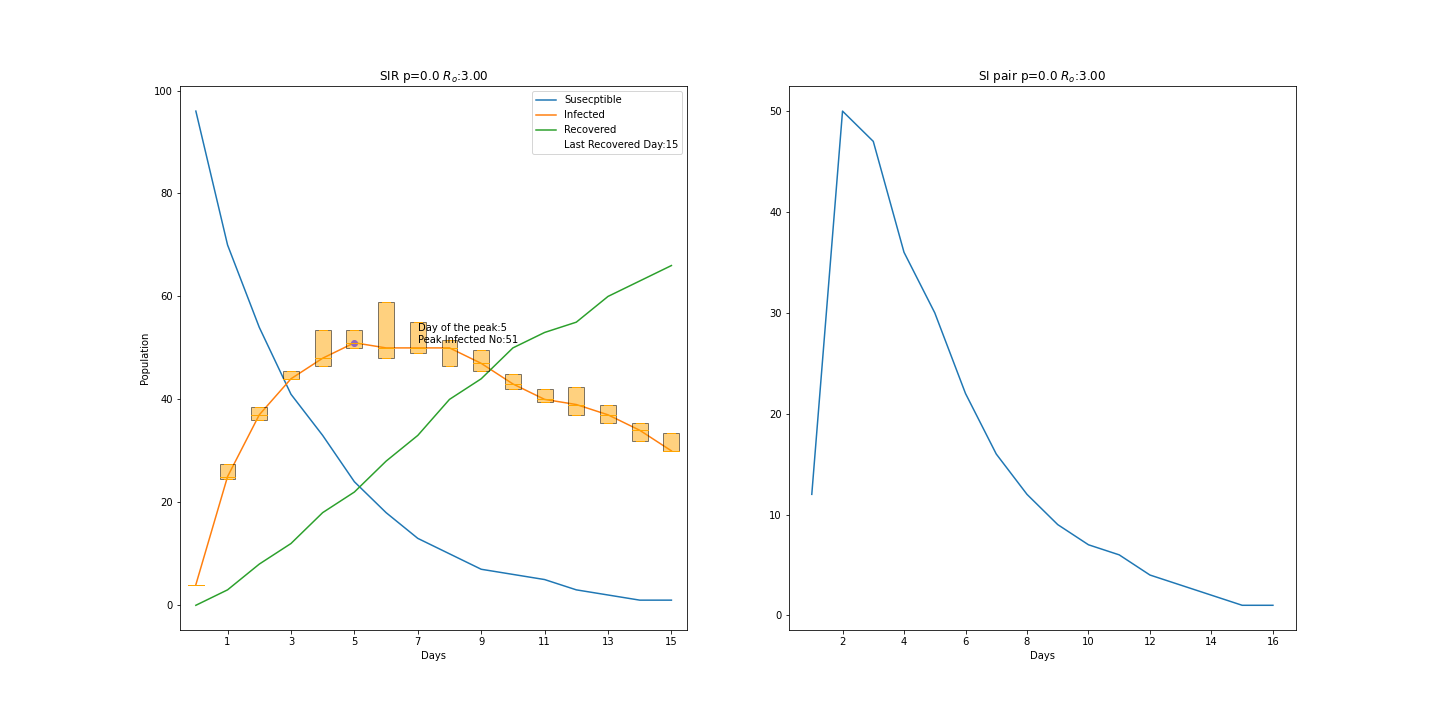 SIR p=0.0 Rₒ:3.00
100
80
60
40
20
0
Population
Susecptible
Infected
Recovered
Last Recovered Day:15
Day of the peak:5
Peak Infected No:51
1 3 5 7 9 11 13 15
Days
SI pair p=0.0 Rₒ:3.00
50
40
30
20
10
0
2 4 6 8 10 12 14 16
Days